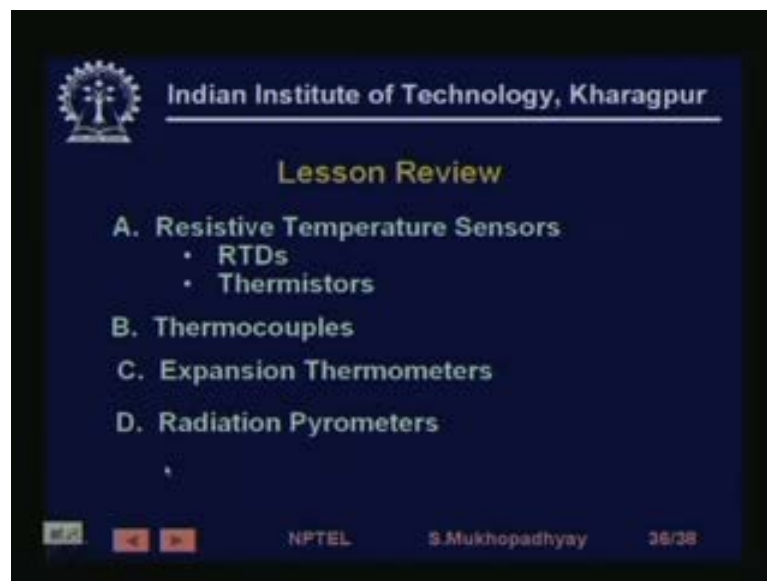 Indian Institute of Technology, Kharagpur
Lesson Review
A. Resistive Temperature Sensors
• RTDs
• Thermistors
B. Thermocouples
C. Expansion Thermometers
D. Radiation Pyrometers
NPTEL S.Mukhopadhyay 36/38